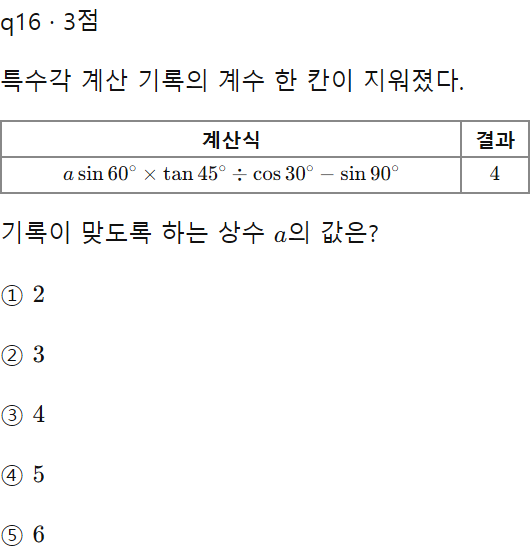 q16 · 3점
특수각 계산 기록의 계수 한 칸이 지워졌다.
계산식 결과
a sin 60° × tan 45° ÷ cos 30° − sin 90° 4
기록이 맞도록 하는 상수 a의 값은?
① 2
② 3
③ 4
④ 5
⑤ 6